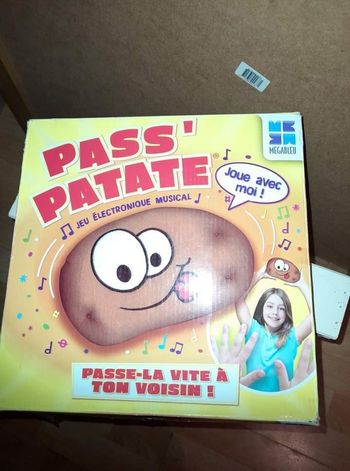 PASS'
PATATE®
JEU ÉLECTRONIQUE MUSICAL
MEGABLEU
Joue avec
moi !
PASSE-LA VITE À
TON VOISIN !